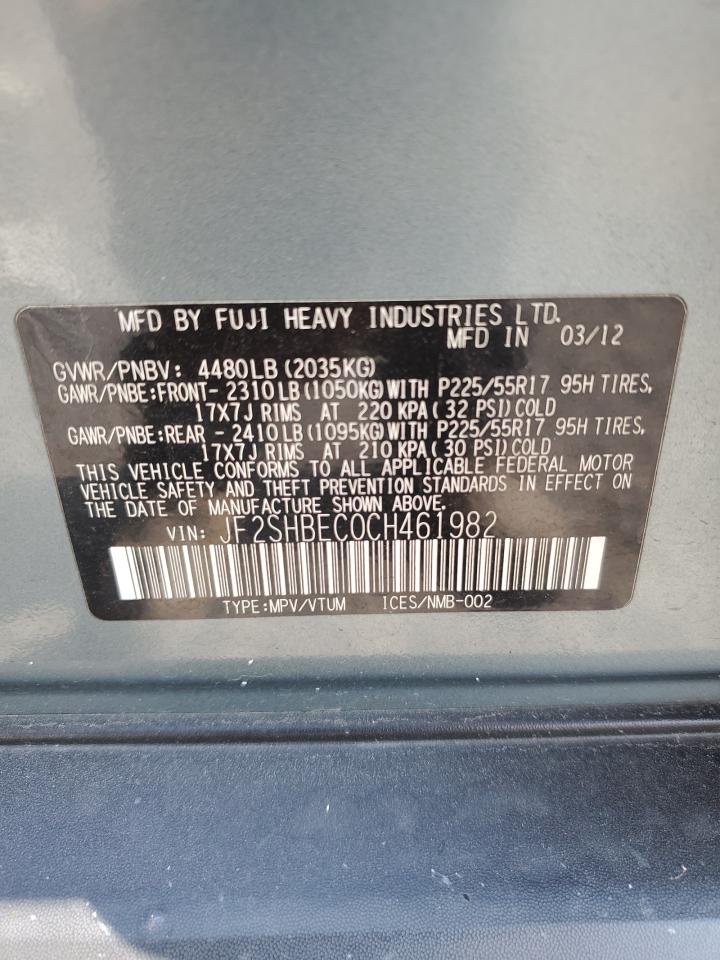 MFD BY FUJI HEAVY INDUSTRIES LTD.
MFD IN 03/12
GVWR/PNBV: 4480LB (2035KG)
GAWR/PNBE:FRONT- 2310LB (1050KG)WITH P225/55R17 95H TIRES,
17X7J RIMS AT 220 KPA( 32 PSI)COLD
GAWR/PNBE:REAR - 2410LB (1095KG)WITH P225/55R17 95H TIRES,
17X7J RIMS AT 210 KPA( 30 PSI)COLD
THIS VEHICLE CONFORMS TO ALL APPLICABLE FEDERAL MOTOR
VEHICLE SAFETY AND THEFT PREVENTION STANDARDS IN EFFECT ON
THE DATE OF MANUFACTURE SHOWN ABOVE.
VIN: JF2SHBEC0CH461982
TYPE:MPV/VTUM ICES/NMB-002